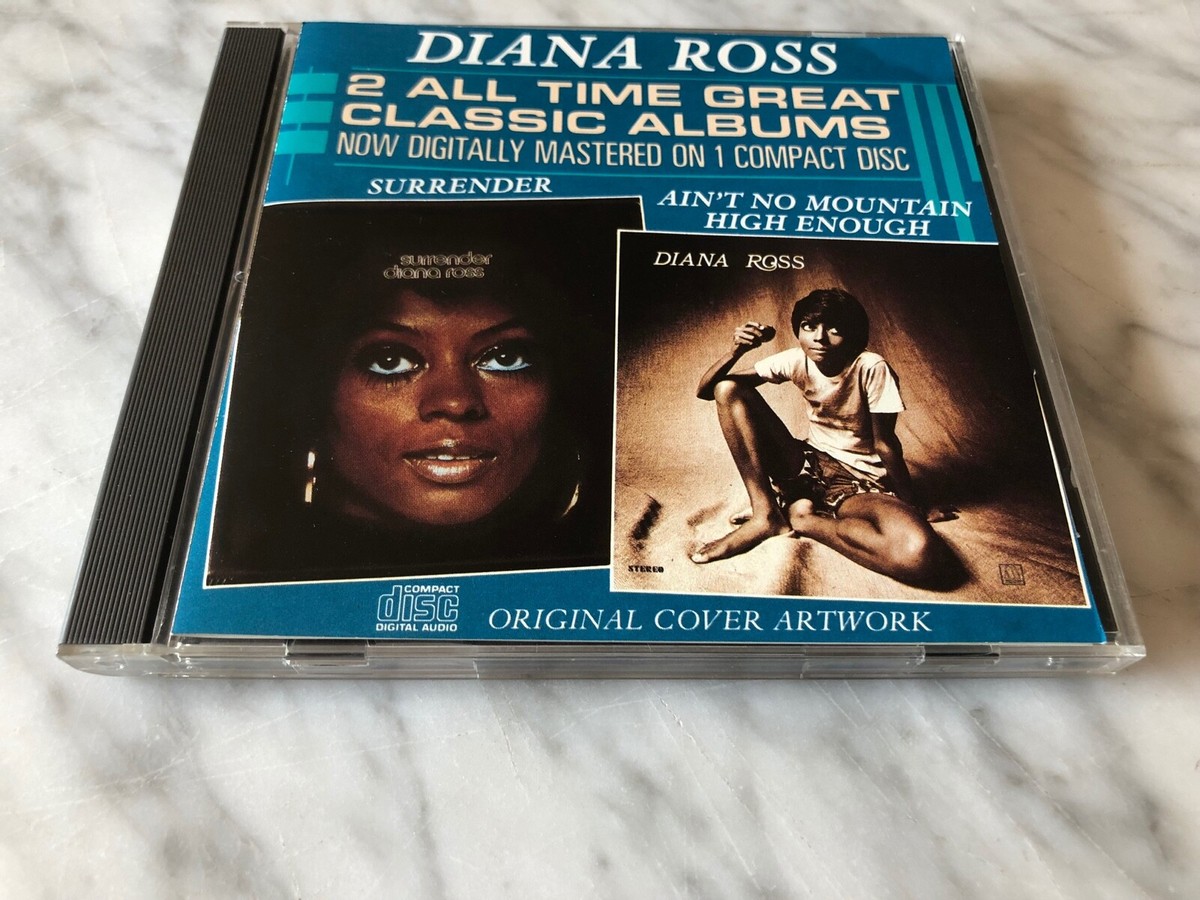 DIANA ROSS
2 ALL TIME GREAT
CLASSIC ALBUMS
NOW DIGITALLY MASTERED ON 1 COMPACT DISC
SURRENDER
AIN'T NO MOUNTAIN
HIGH ENOUGH
surrender
diana ross
DIANA ROSS
STEREO
COMPACT
disc
DIGITAL AUDIO
ORIGINAL COVER ARTWORK